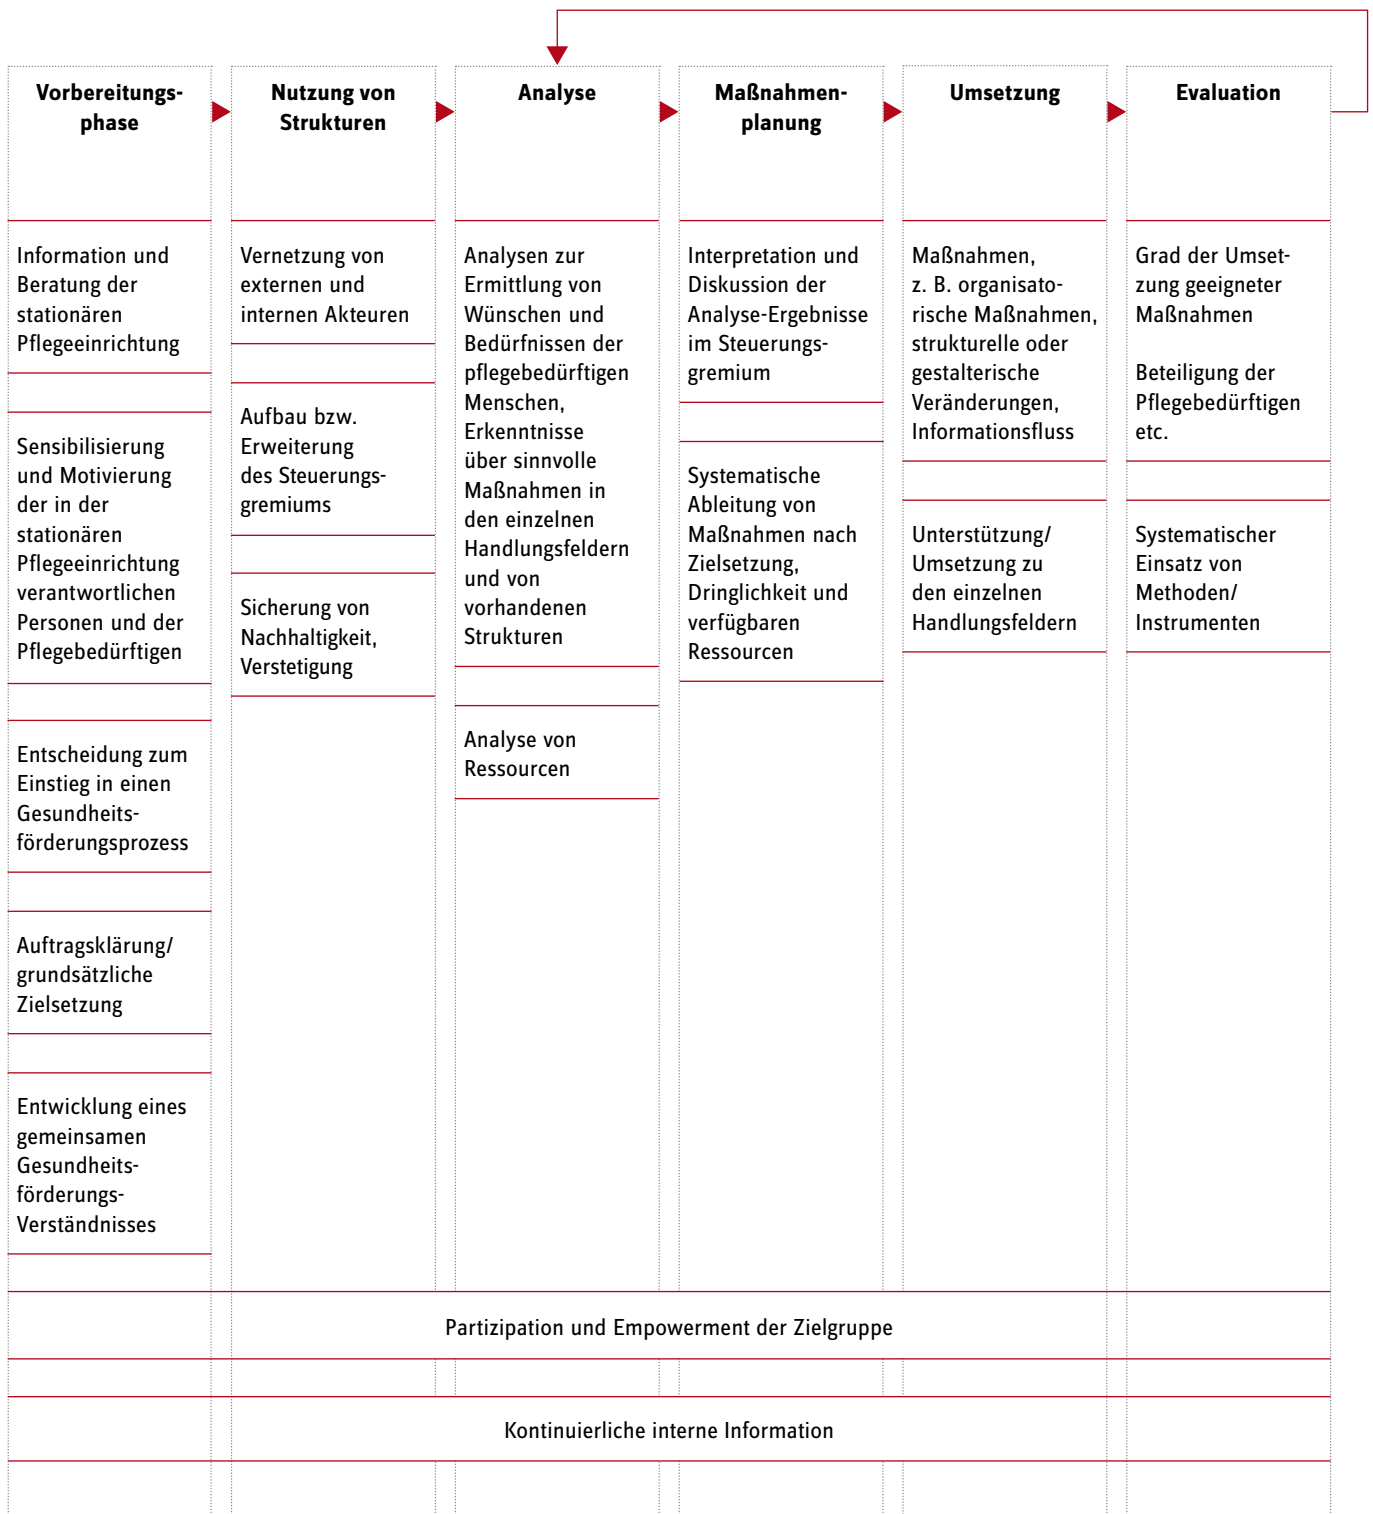 Vorbereitungs-
phase
Nutzung von
Strukturen
Analyse
Maßnahmen-
planung
Umsetzung
Evaluation
Information und
Beratung der
stationären
Pflegeeinrichtung
Sensibilisierung
und Motivierung
der in der
stationären
Pflegeeinrichtung
verantwortlichen
Personen und der
Pflegebedürftigen
Entscheidung zum
Einstieg in einen
Gesundheits-
förderungsprozess
Auftragsklärung/
grundsätzliche
Zielsetzung
Entwicklung eines
gemeinsamen
Gesundheits-
förderungs-
Verständnisses
Vernetzung von
externen und
internen Akteuren
Aufbau bzw.
Erweiterung
des Steuerungs-
gremiums
Sicherung von
Nachhaltigkeit,
Verstetigung
Analysen zur
Ermittlung von
Wünschen und
Bedürfnissen der
pflegebedürftigen
Menschen,
Erkenntnisse
über sinnvolle
Maßnahmen in
den einzelnen
Handlungsfeldern
und von
vorhandenen
Strukturen
Analyse von
Ressourcen
Interpretation und
Diskussion der
Analyse-Ergebnisse
im Steuerungs-
gremium
Systematische
Ableitung von
Maßnahmen nach
Zielsetzung,
Dringlichkeit und
verfügbaren
Ressourcen
Maßnahmen,
z. B. organisato-
rische Maßnahmen,
strukturelle oder
gestalterische
Veränderungen,
Informationsfluss
Unterstützung/
Umsetzung zu
den einzelnen
Handlungsfeldern
Grad der Umset-
zung geeigneter
Maßnahmen
Beteiligung der
Pflegebedürftigen
etc.
Systematischer
Einsatz von
Methoden/
Instrumenten
Partizipation und Empowerment der Zielgruppe
Kontinuierliche interne Information